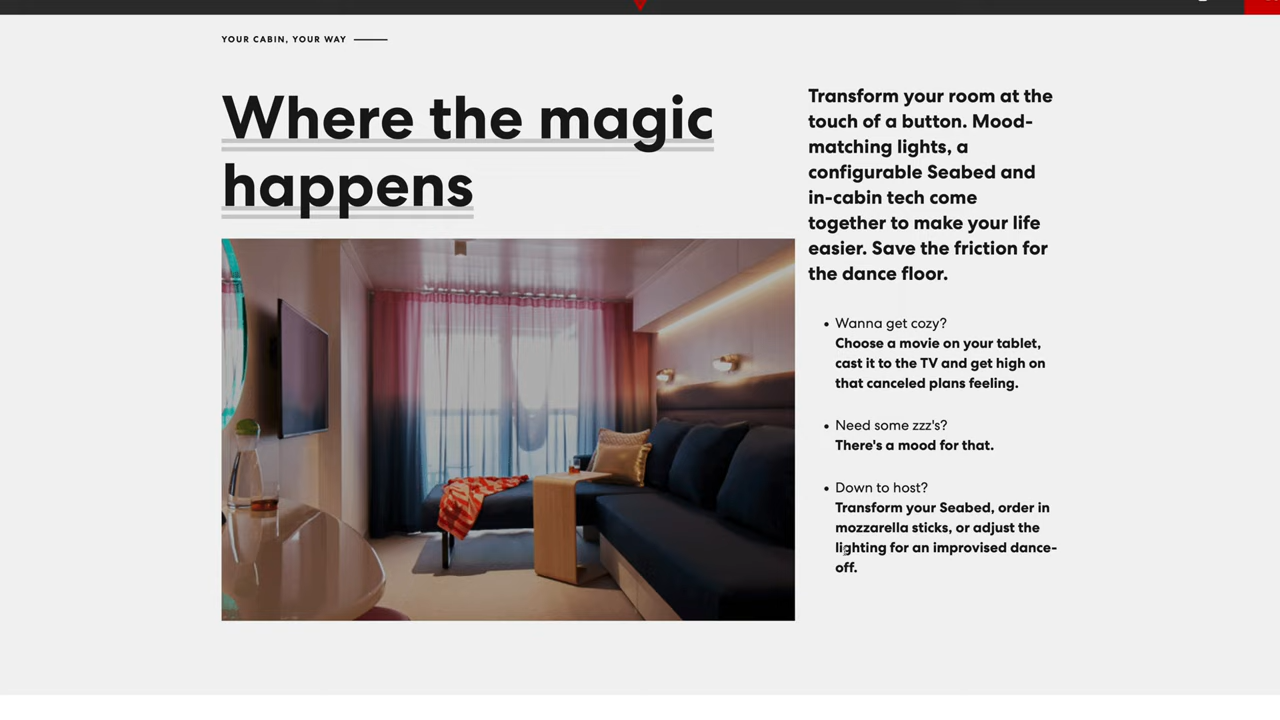 YOUR CABIN, YOUR WAY
Where the magic
happens
Transform your room at the
touch of a button. Mood-
matching lights, a
configurable Seabed and
in-cabin tech come
together to make your life
easier. Save the friction for
the dance floor.
• Wanna get cozy?
Choose a movie on your tablet,
cast it to the TV and get high on
that canceled plans feeling.
• Need some zzz's?
There's a mood for that.
• Down to host?
Transform your Seabed, order in
mozzarella sticks, or adjust the
lighting for an improvised dance-
off.